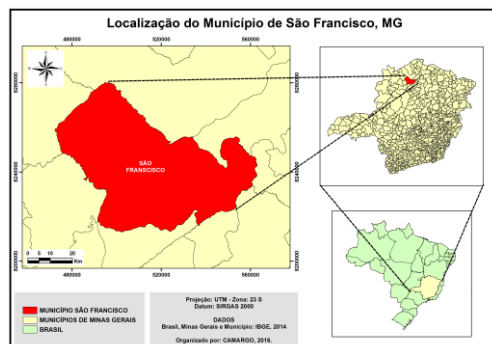 Localização do Município de São Francisco, MG
480000
520000
560000
8280000
8280000
8240000
8240000
8200000
8200000
SÃO
FRANSCISCO
0 5 10 20
Km
480000
520000
560000
MUNICÍPIO SÃO FRANCISCO
MUNICÍPIOS DE MINAS GERAIS
BRASIL
Projeção: UTM - Zona: 23 S
Datum: SIRGAS 2000
DADOS
Brasil, Minas Gerais e Município: IBGE, 2014
Organizado por: CAMARGO, 2016.